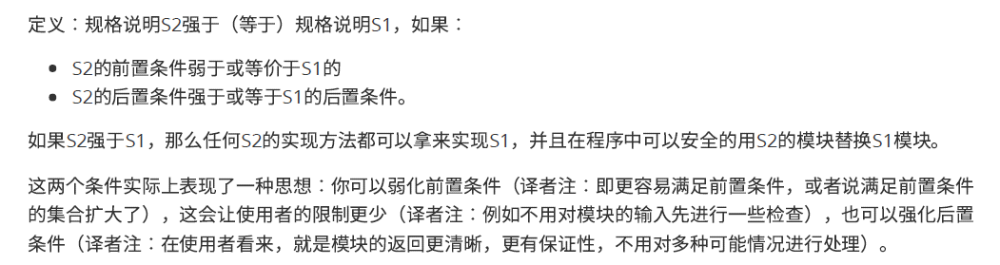 定义：规格说明S2强于（等于）规格说明S1，如果：
• S2的前置条件弱于或等价于S1的
• S2的后置条件强于或等于S1的后置条件。
如果S2强于S1，那么任何S2的实现方法都可以拿来实现S1，并且在程序中可以安全的用S2的模块替换S1模块。
这两个条件实际上表现了一种思想：你可以弱化前置条件（译者注：即更容易满足前置条件，或者说满足前置条件
的集合扩大了），这会让使用者的限制更少（译者注：例如不用对模块的输入先进行一些检查），也可以强化后置
条件（译者注：在使用者看来，就是模块的返回更清晰，更有保证性，不用对多种可能情况进行处理）。